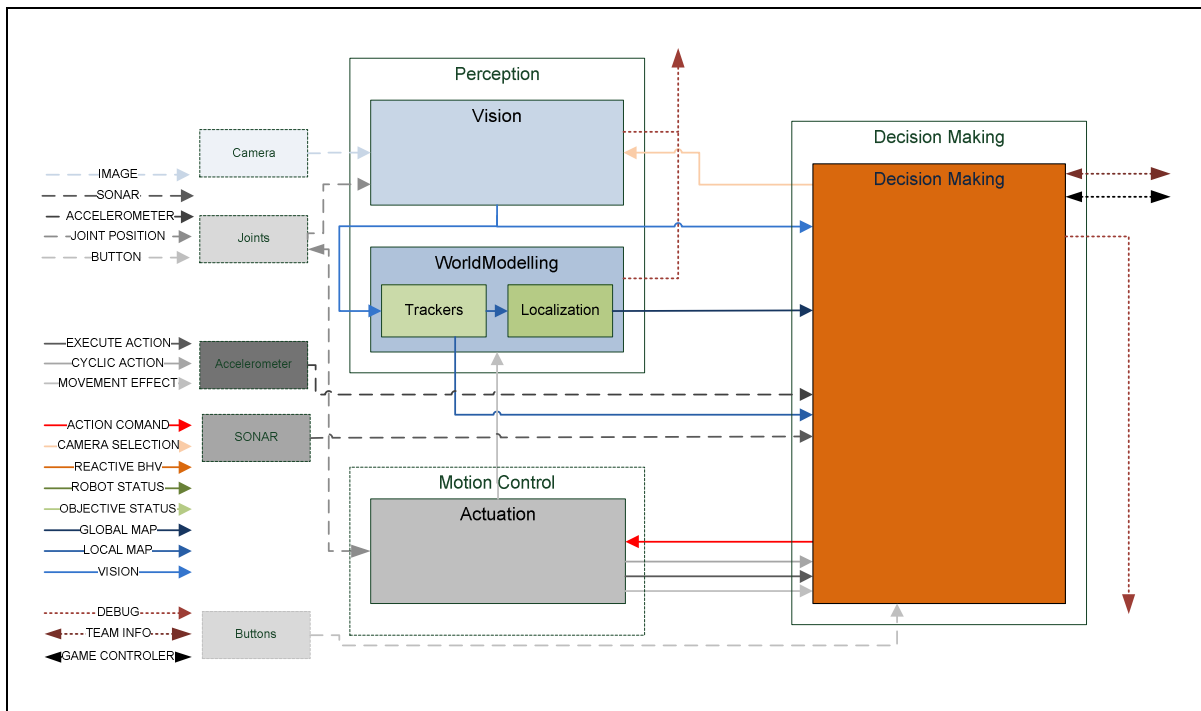 Perception
Vision
Camera
IMAGE
SONAR
ACCELEROMETER
JOINT POSITION
BUTTON
Joints
WorldModelling
Trackers
Localization
EXECUTE ACTION
CYCLIC ACTION
MOVEMENT EFFECT
Accelerometer
ACTION COMAND
CAMERA SELECTION
REACTIVE BHV
ROBOT STATUS
OBJECTIVE STATUS
GLOBAL MAP
LOCAL MAP
VISION
SONAR
Motion Control
Actuation
DEBUG
TEAM INFO
GAME CONTROLER
Buttons
Decision Making
Decision Making